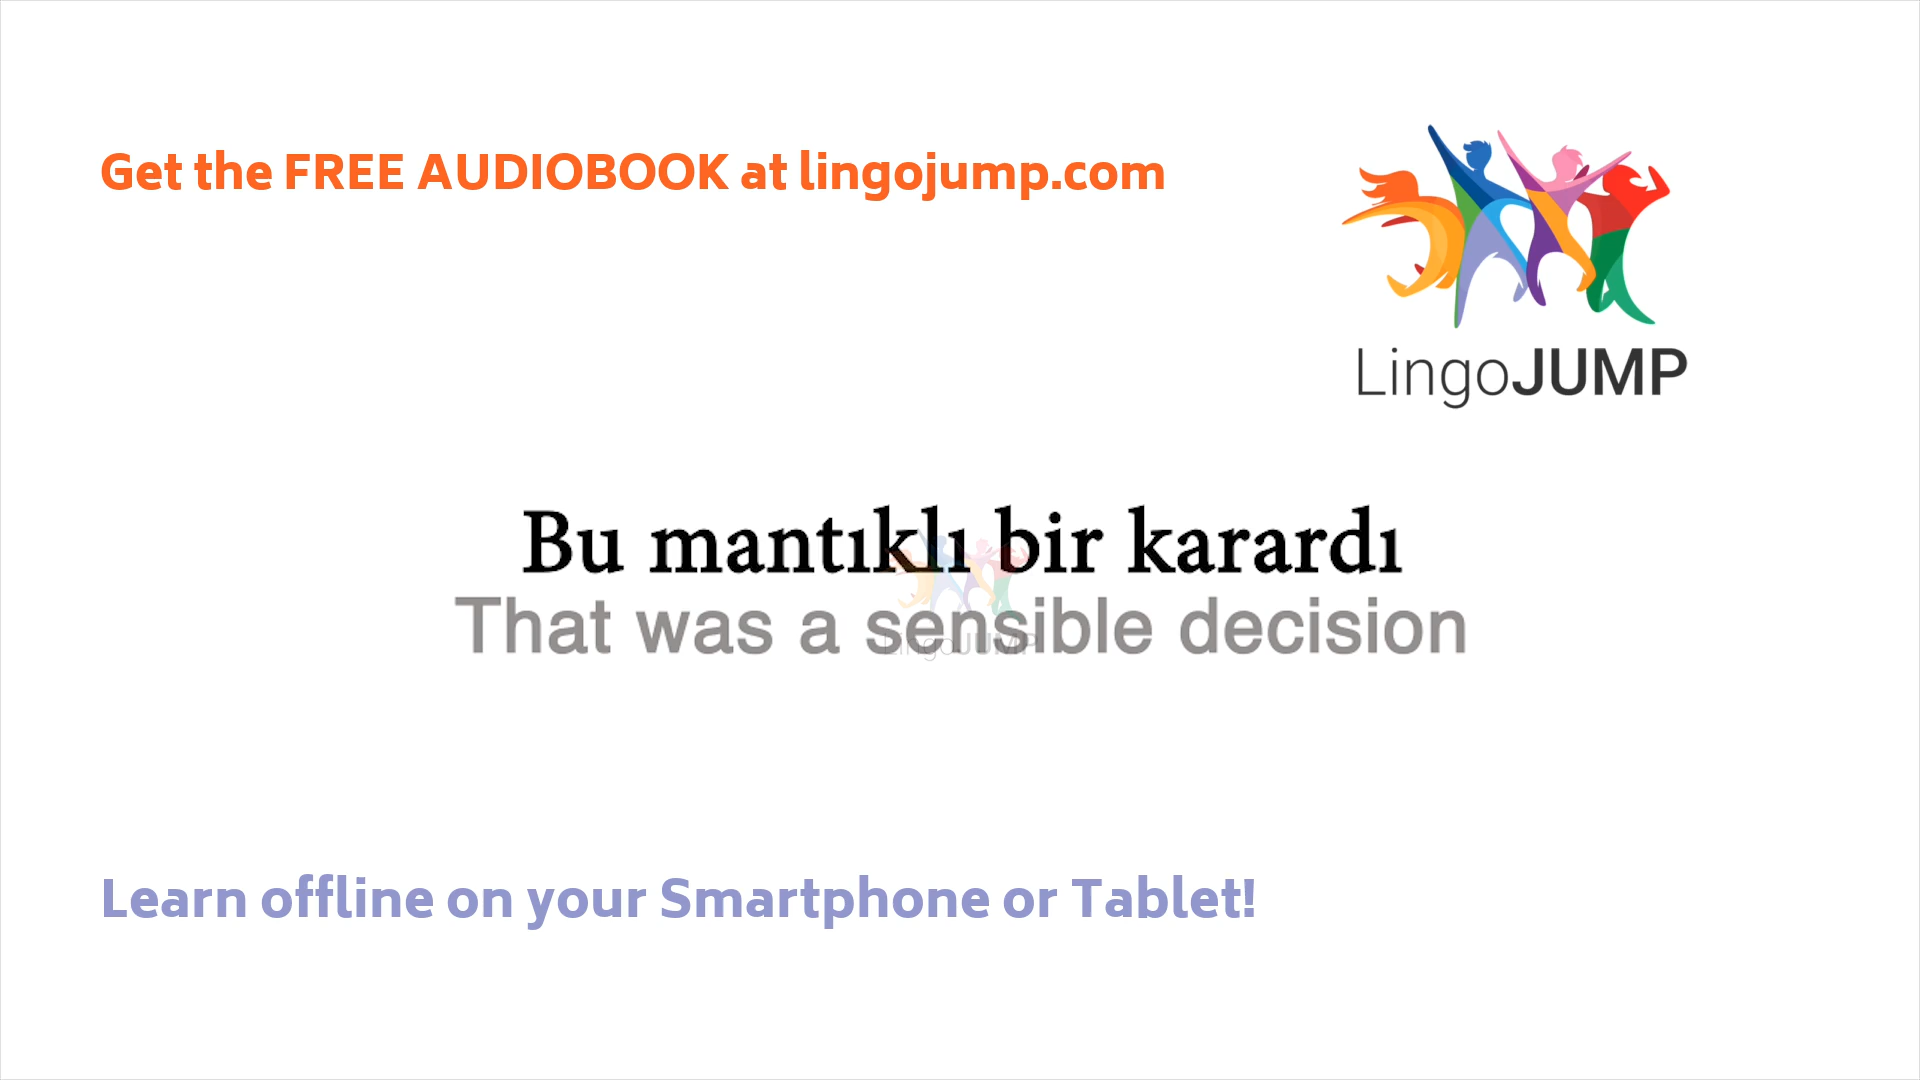 Get the FREE AUDIOBOOK at lingojump.com
LingoJUMP
Bu mantıklı bir karardı
That was a sensible decision
LingoJUMP
Learn offline on your Smartphone or Tablet!